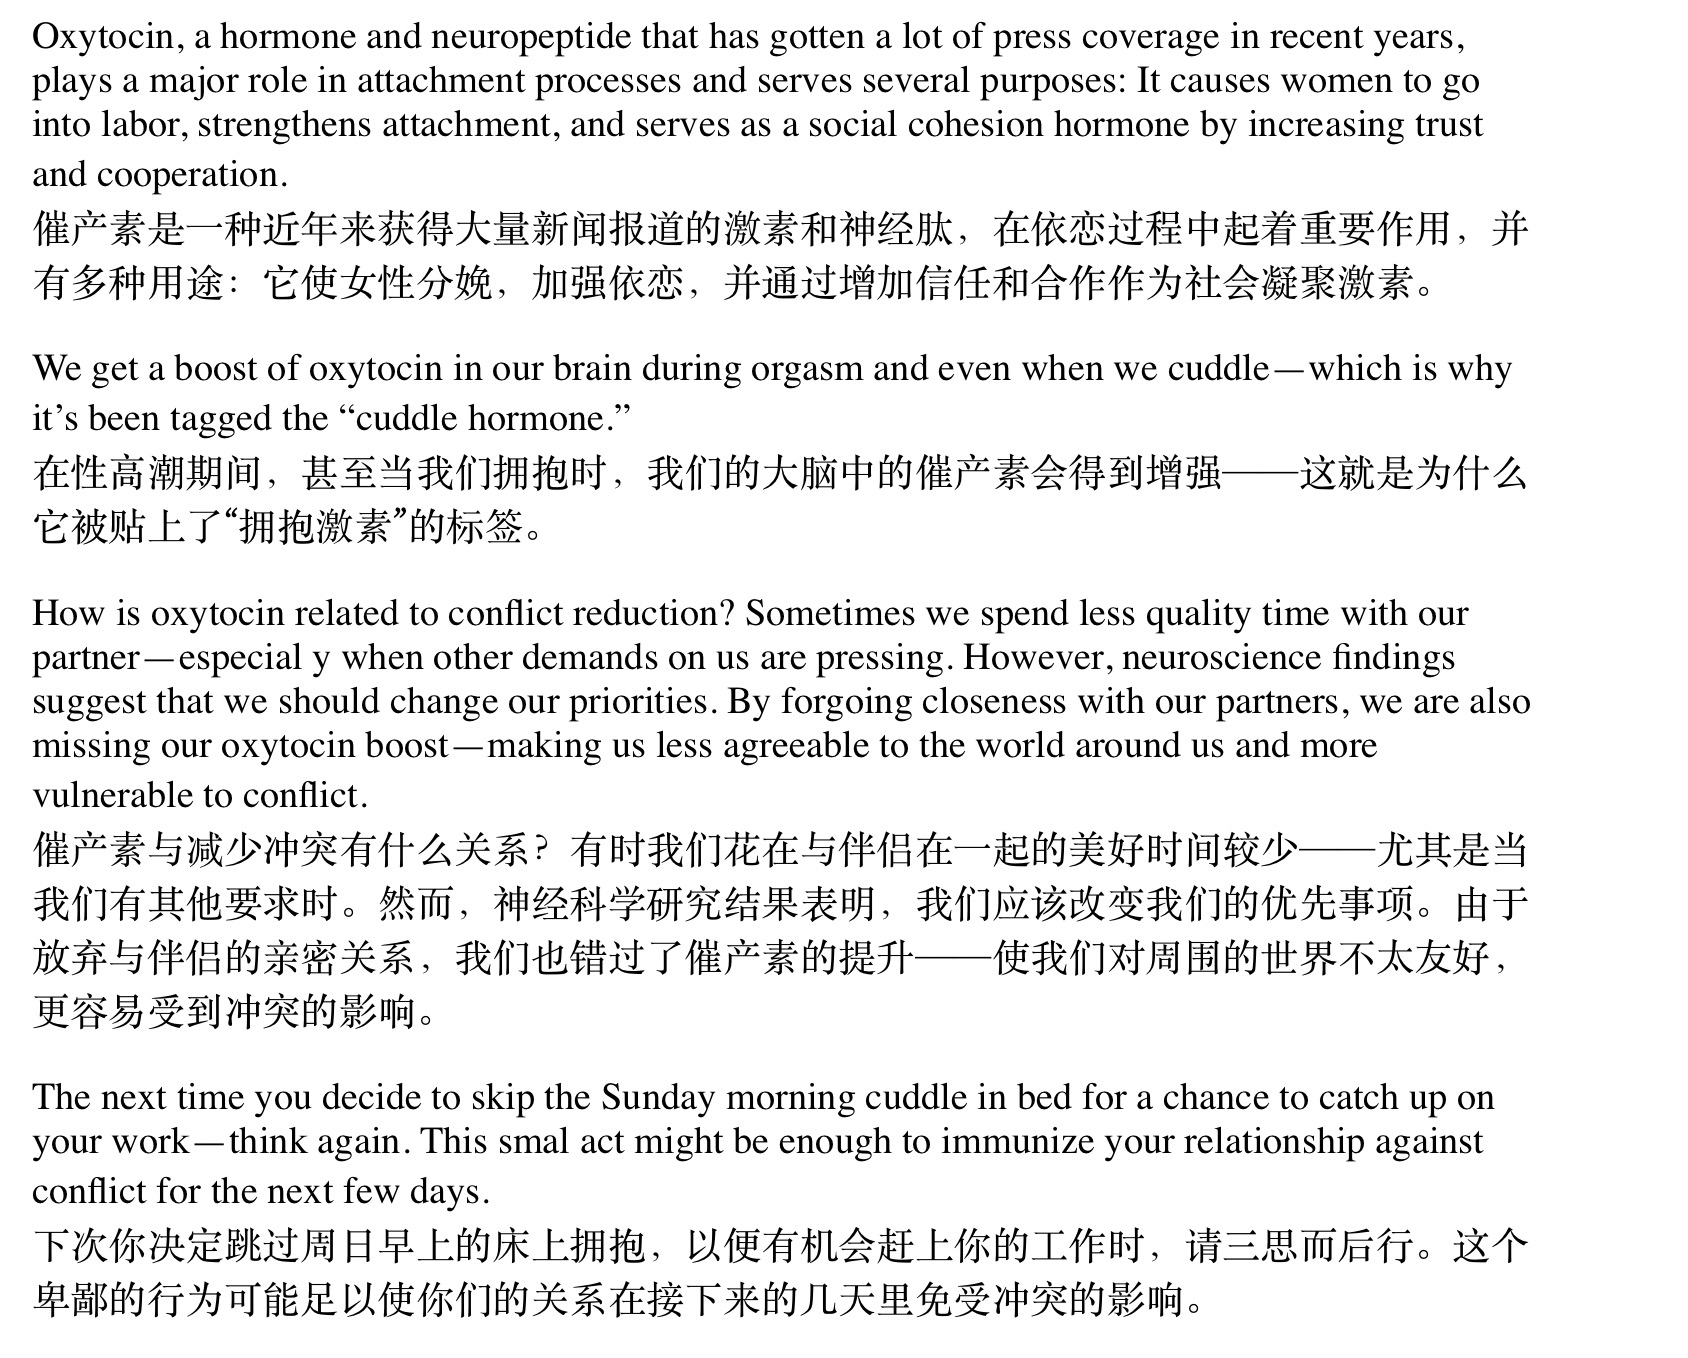 Oxytocin, a hormone and neuropeptide that has gotten a lot of press coverage in recent years,
plays a major role in attachment processes and serves several purposes: It causes women to go
into labor, strengthens attachment, and serves as a social cohesion hormone by increasing trust
and cooperation.
催产素是一种近年来获得大量新闻报道的激素和神经肽，在依恋过程中起着重要作用，并
有多种用途：它使女性分娩，加强依恋，并通过增加信任和合作作为社会凝聚激素。
We get a boost of oxytocin in our brain during orgasm and even when we cuddle—which is why
it’s been tagged the “cuddle hormone.”
在性高潮期间，甚至当我们拥抱时，我们的大脑中的催产素会得到增强——这就是为什么
它被贴上了“拥抱激素”的标签。
How is oxytocin related to conflict reduction? Sometimes we spend less quality time with our
partner—especial y when other demands on us are pressing. However, neuroscience findings
suggest that we should change our priorities. By forgoing closeness with our partners, we are also
missing our oxytocin boost—making us less agreeable to the world around us and more
vulnerable to conflict.
催产素与减少冲突有什么关系？有时我们花在与伴侣在一起的美好时间较少——尤其是当
我们有其他要求时。然而，神经科学研究结果表明，我们应该改变我们的优先事项。由于
放弃与伴侣的亲密关系，我们也错过了催产素的提升——使我们对周围的世界不太友好，
更容易受到冲突的影响。
The next time you decide to skip the Sunday morning cuddle in bed for a chance to catch up on
your work—think again. This smal act might be enough to immunize your relationship against
conflict for the next few days.
下次你决定跳过周日早上的床上拥抱，以便有机会赶上你的工作时，请三思而后行。这个
卑鄙的行为可能足以使你们的关系在接下来的几天里免受冲突的影响。